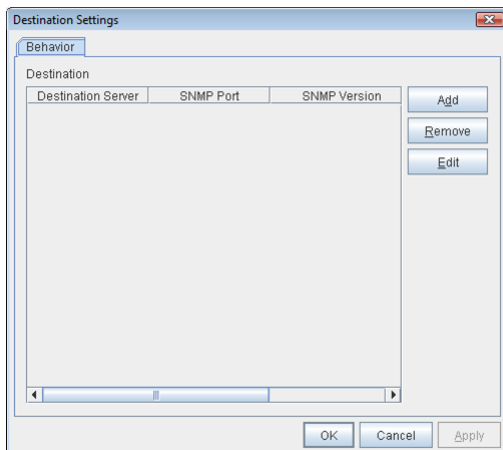 Destination Settings
Behavior
Destination
Destination Server SNMP Port SNMP Version
Add
Remove
Edit
OK Cancel Apply